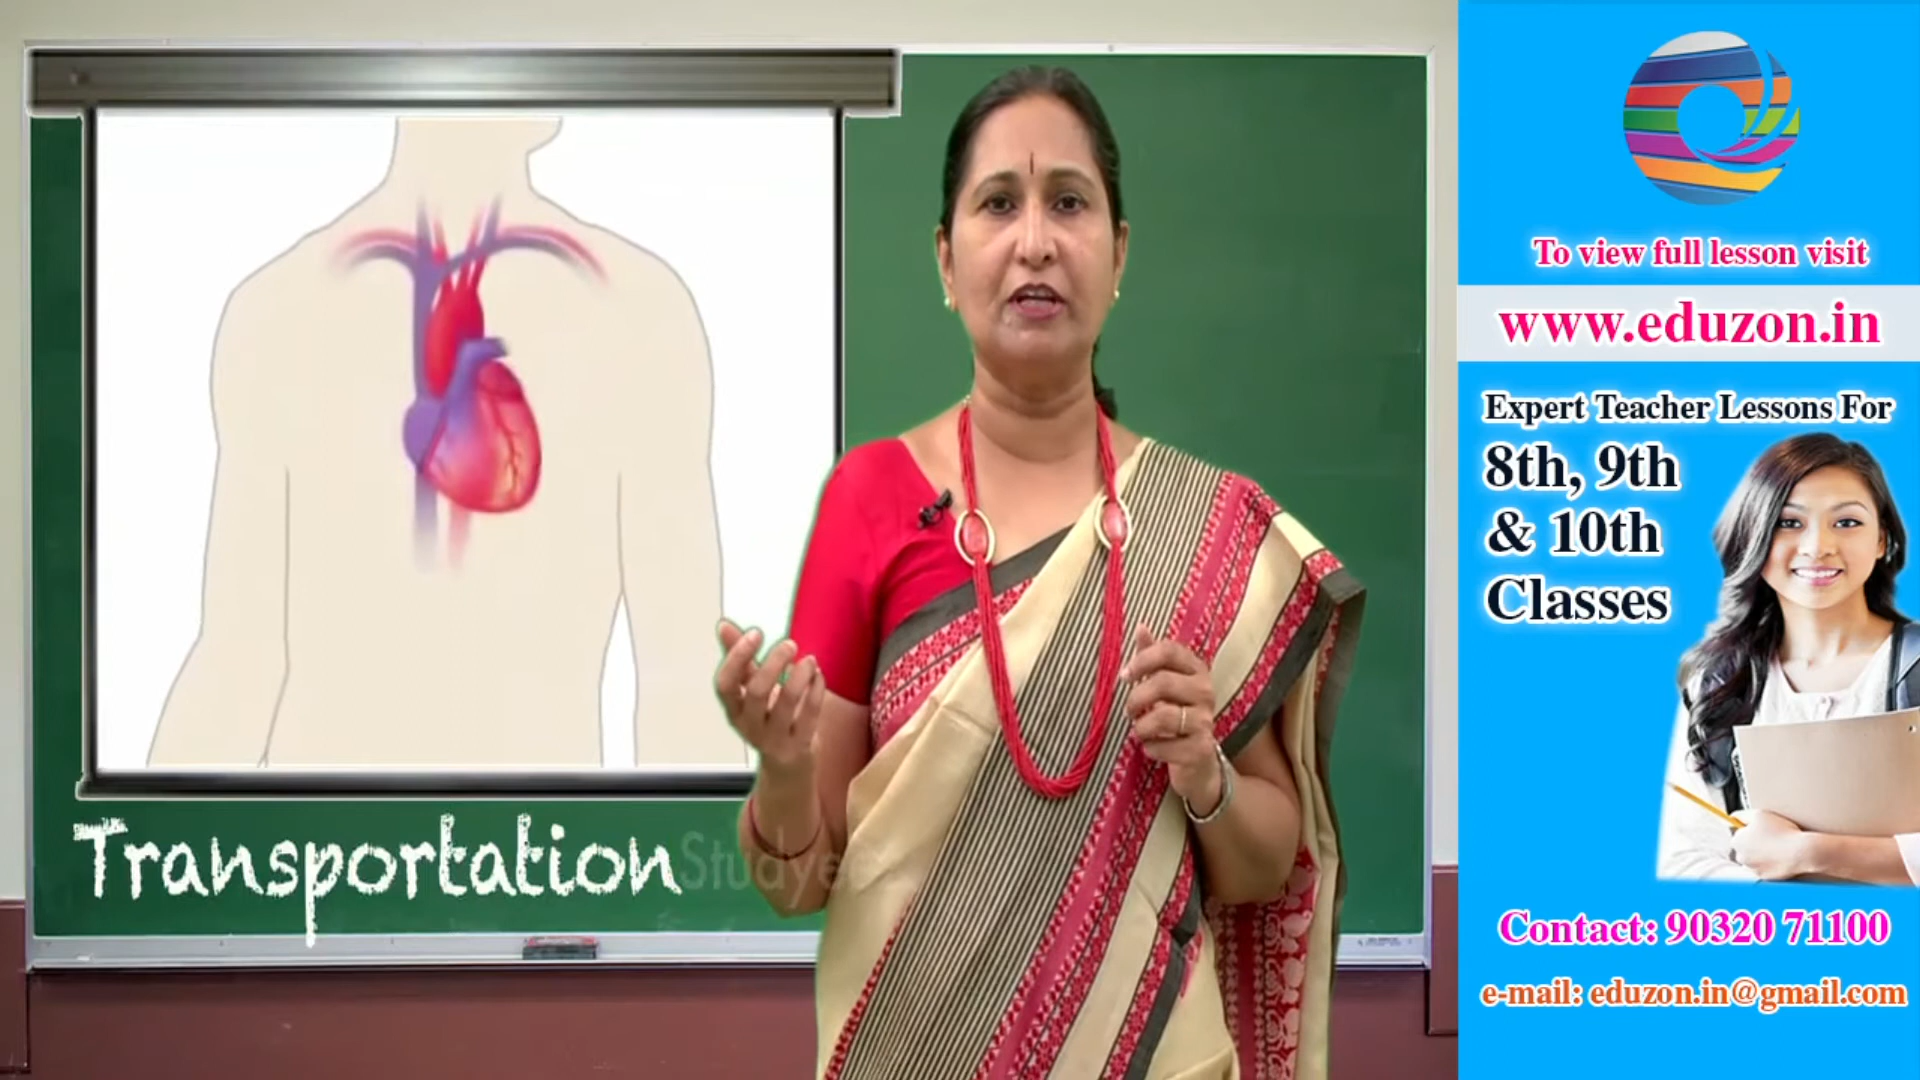 Transportation
To view full lesson visit
www.eduzon.in
Expert Teacher Lessons For
8th, 9th
& 10th
Classes
Contact: 90320 71100
e-mail: eduzon.in@gmail.com